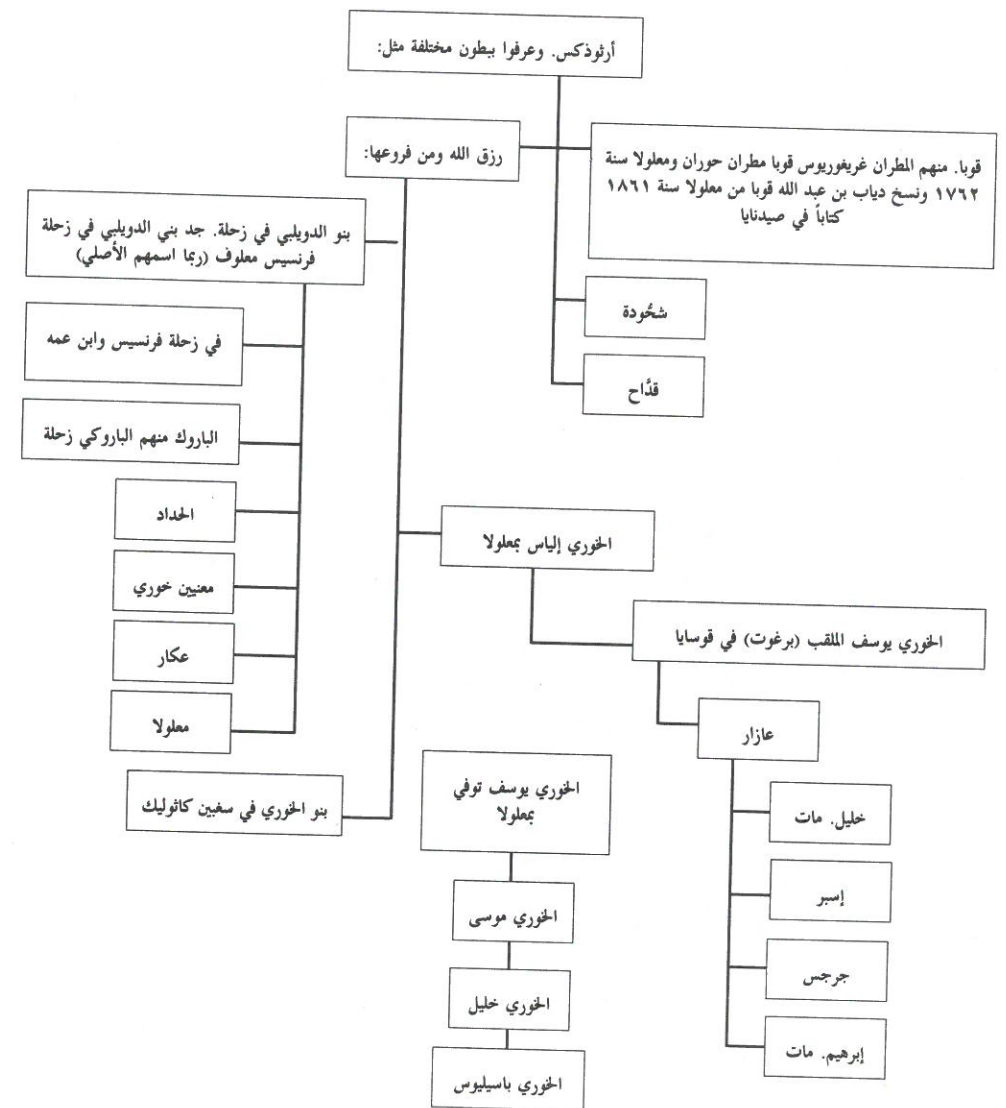 أرثوذكس. وعرفوا ببطون مختلفة مثل:
رزق الله ومن فروعها:
قوبا. منهم المطران غريغوريوس قوبا مطران حوران ومعلولا سنة
١٧٦٢ ونسخ دياب بن عبد الله قوبا من معلولا سنة ١٨٦١
كتاباً في صيدنايا
شحُّودة
قدَّاح
بنو الدويلبي في زحلة. جد بني الدويلبي في زحلة
فرنسيس معلوف (ربما اسمهم الأصلي)
في زحلة فرنسيس وابن عمه
الباروك منهم الباروكي زحلة
الحداد
معنيين خوري
عكار
معلولا
بنو الخوري في سغبين كاثوليك
الخوري إلياس بمعلولا
الخوري يوسف الملقب (برغوت) في قوسايا
عازار
خليل. مات
إسبر
جرجس
إبرهيم. مات
الخوري يوسف توفي
بمعلولا
الخوري موسى
الخوري خليل
الخوري باسيليوس